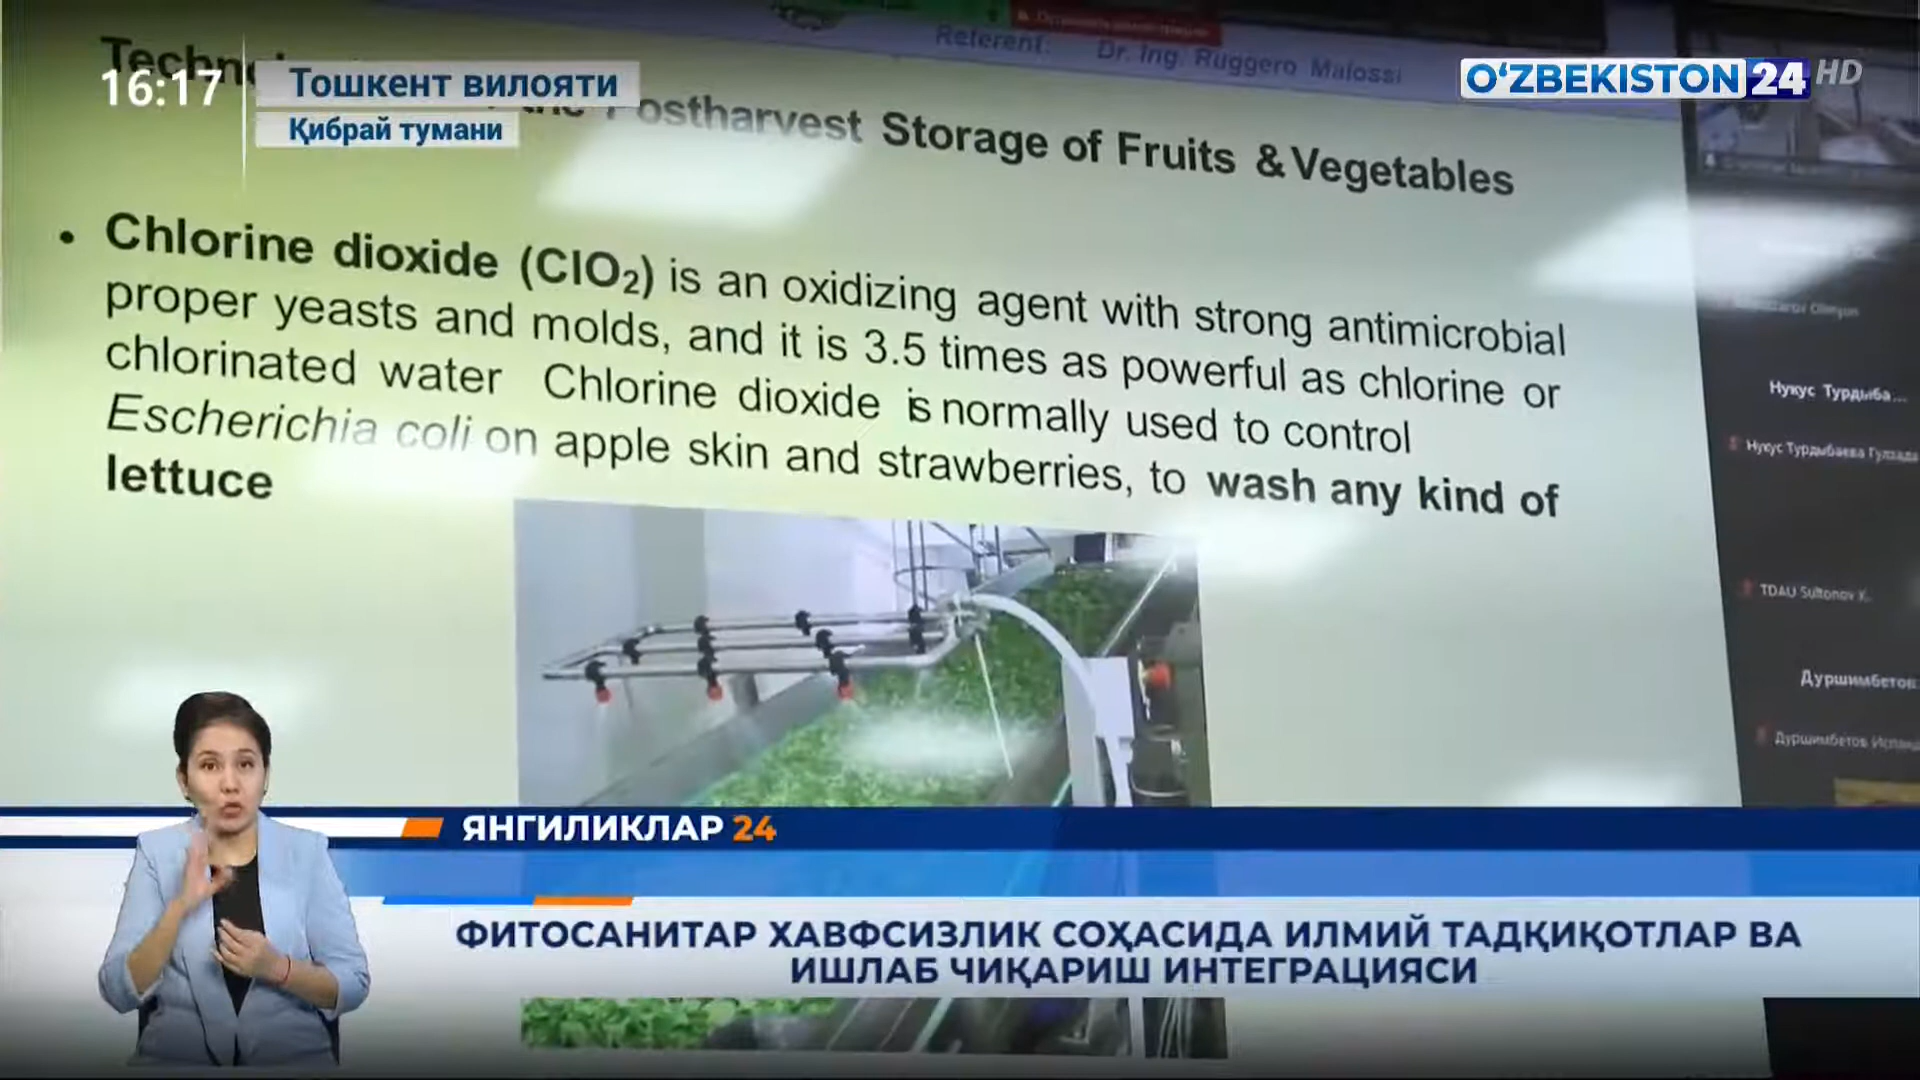 16:17
Тошкент вилояти
Қибрай тумани
O‘ZBEKISTON 24 HD
Referent: Dr. Ing. Ruggero Malossi
Postharvest Storage of Fruits & Vegetables
• Chlorine dioxide (ClO₂) is an oxidizing agent with strong antimicrobial
proper yeasts and molds, and it is 3.5 times as powerful as chlorine or
chlorinated water Chlorine dioxide is normally used to control
Escherichia coli on apple skin and strawberries, to wash any kind of
lettuce
Нукус Турдыба...
Нукус Турдыбаева Гулзада
TDAU Sultonov X.
Дуршимбетов
Дуршимбетов
ЯНГИЛИКЛАР 24
ФИТОСАНИТАР ХАВФСИЗЛИК СОҲАСИДА ИЛМИЙ ТАДҚИҚОТЛАР ВА
ИШЛАБ ЧИҚАРИШ ИНТЕГРАЦИЯСИ